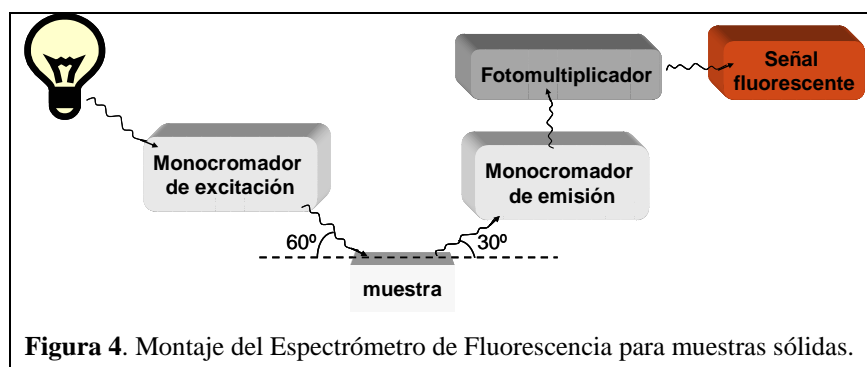 Fotomultiplicador
Señal
fluorescente
Monocromador
de excitación
Monocromador
de emisión
60º
30º
muestra
Figura 4. Montaje del Espectrómetro de Fluorescencia para muestras sólidas.